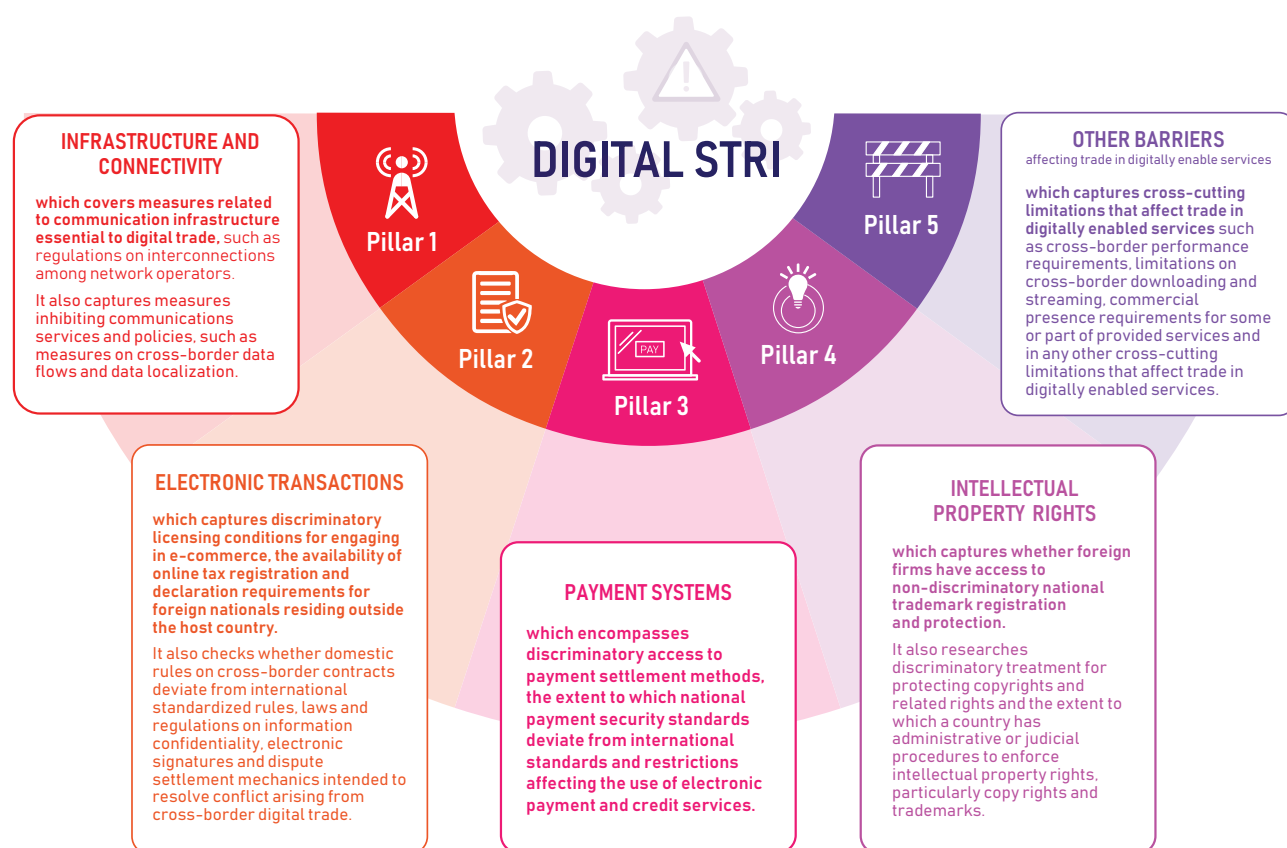 DIGITAL STRI
Pillar 1
Pillar 2
PAY
Pillar 3
Pillar 4
Pillar 5
INFRASTRUCTURE AND
CONNECTIVITY
which covers measures related
to communication infrastructure
essential to digital trade, such as
regulations on interconnections
among network operators.
It also captures measures
inhibiting communications
services and policies, such as
measures on cross-border data
flows and data localization.
ELECTRONIC TRANSACTIONS
which captures discriminatory
licensing conditions for engaging
in e-commerce, the availability of
online tax registration and
declaration requirements for
foreign nationals residing outside
the host country.
It also checks whether domestic
rules on cross-border contracts
deviate from international
standardized rules, laws and
regulations on information
confidentiality, electronic
signatures and dispute
settlement mechanics intended to
resolve conflict arising from
cross-border digital trade.
PAYMENT SYSTEMS
which encompasses
discriminatory access to
payment settlement methods,
the extent to which national
payment security standards
deviate from international
standards and restrictions
affecting the use of electronic
payment and credit services.
INTELLECTUAL
PROPERTY RIGHTS
which captures whether foreign
firms have access to
non-discriminatory national
trademark registration
and protection.
It also researches
discriminatory treatment for
protecting copyrights and
related rights and the extent to
which a country has
administrative or judicial
procedures to enforce
intellectual property rights,
particularly copy rights and
trademarks.
OTHER BARRIERS
affecting trade in digitally enable services
which captures cross-cutting
limitations that affect trade in
digitally enabled services such
as cross-border performance
requirements, limitations on
cross-border downloading and
streaming, commercial
presence requirements for some
or part of provided services and
in any other cross-cutting
limitations that affect trade in
digitally enabled services.